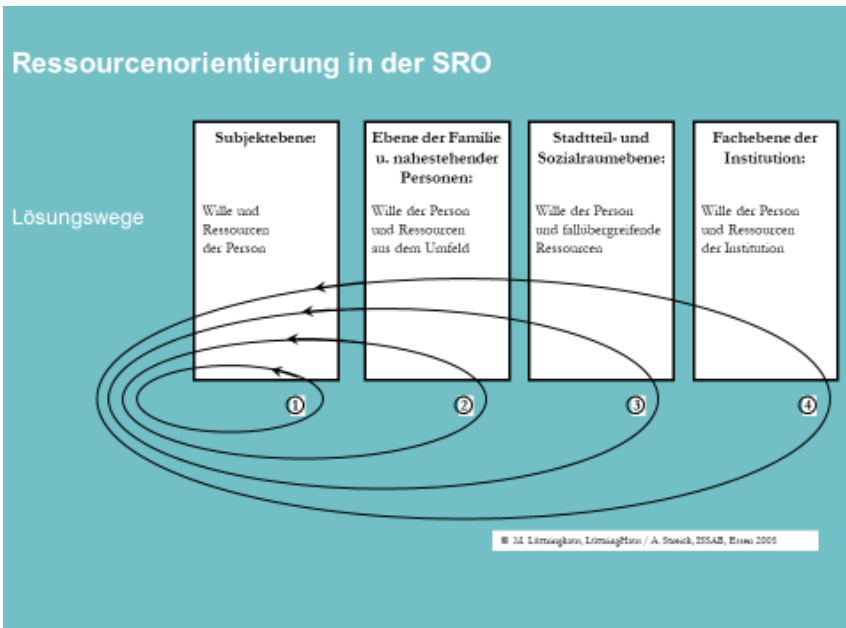 Ressourcenorientierung in der SRO
Subjektebene:
Wille und
Ressourcen
der Person
Ebene der Familie
u. nahestehender
Personen:
Wille der Person
und Ressourcen
aus dem Umfeld
Stadtteil- und
Sozialraumebene:
Wille der Person
und fallübergreifende
Ressourcen
Fachebene der
Institution:
Wille der Person
und Ressourcen
der Institution
Lösungswege
①
②
③
④
© M. Lüttringhaus, LüttringHaus / A. Streich, ISSAB, Essen 2005